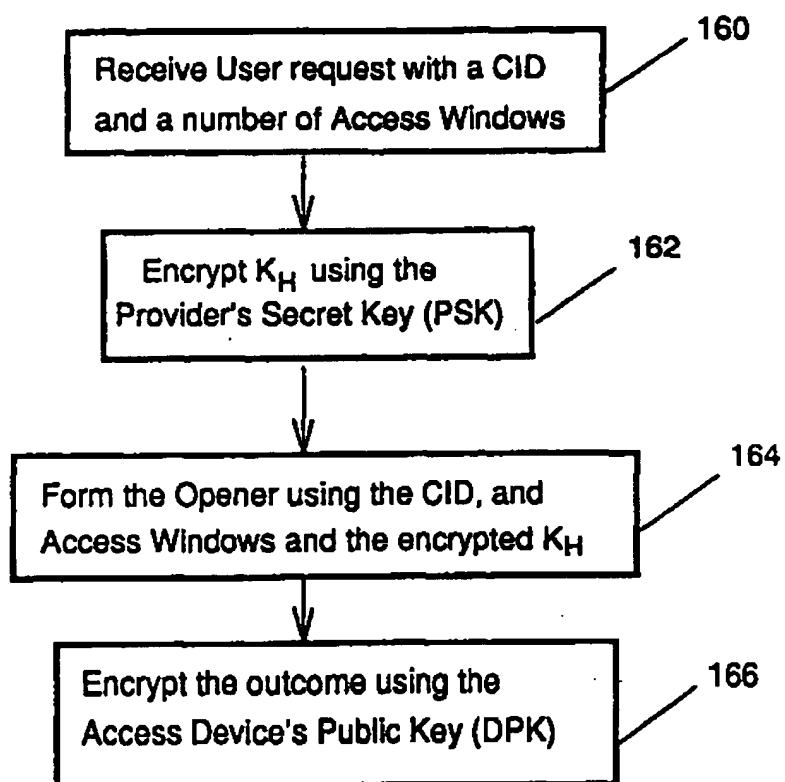 160
Receive User request with a CID
and a number of Access Windows
162
Encrypt K_H using the
Provider's Secret Key (PSK)
164
Form the Opener using the CID, and
Access Windows and the encrypted K_H
166
Encrypt the outcome using the
Access Device's Public Key (DPK)